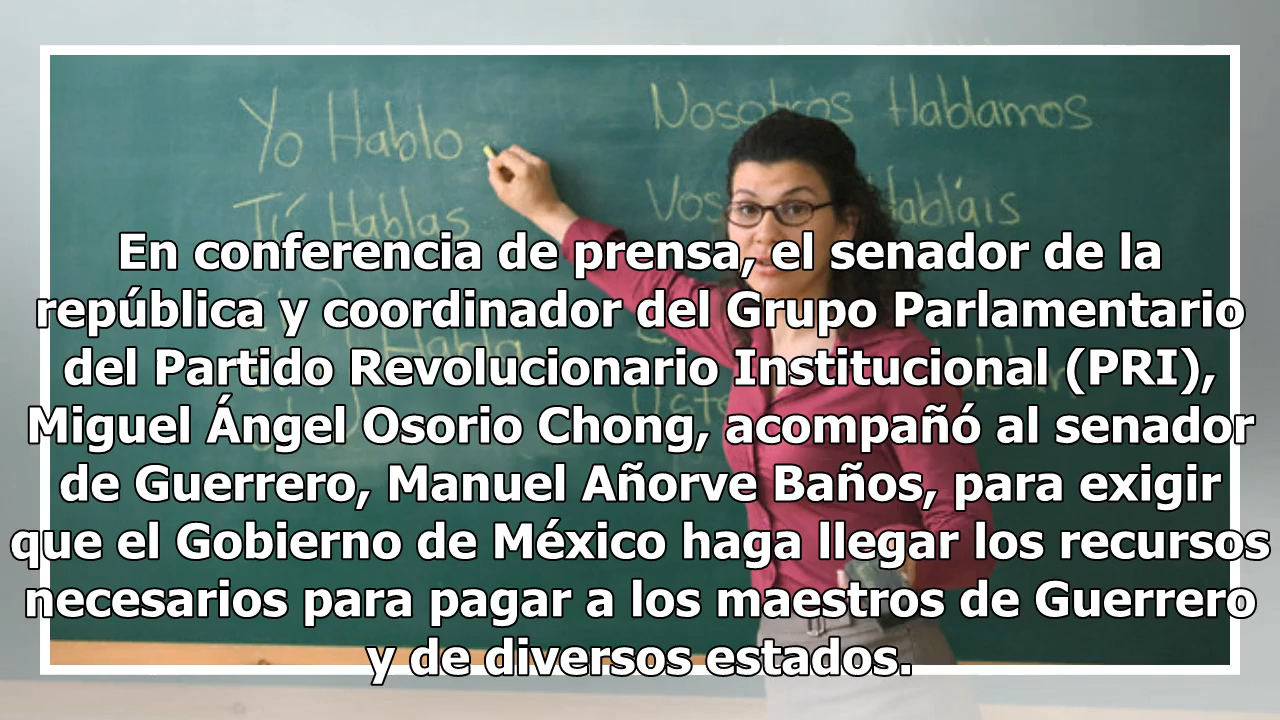 Yo Hablo
Nosotros Hablamos
Tú Hablas
Habláis
En conferencia de prensa, el senador de la
república y coordinador del Grupo Parlamentario
del Partido Revolucionario Institucional (PRI),
Miguel Ángel Osorio Chong, acompañó al senador
de Guerrero, Manuel Añorve Baños, para exigir
que el Gobierno de México haga llegar los recursos
necesarios para pagar a los maestros de Guerrero
y de diversos estados.
Habla